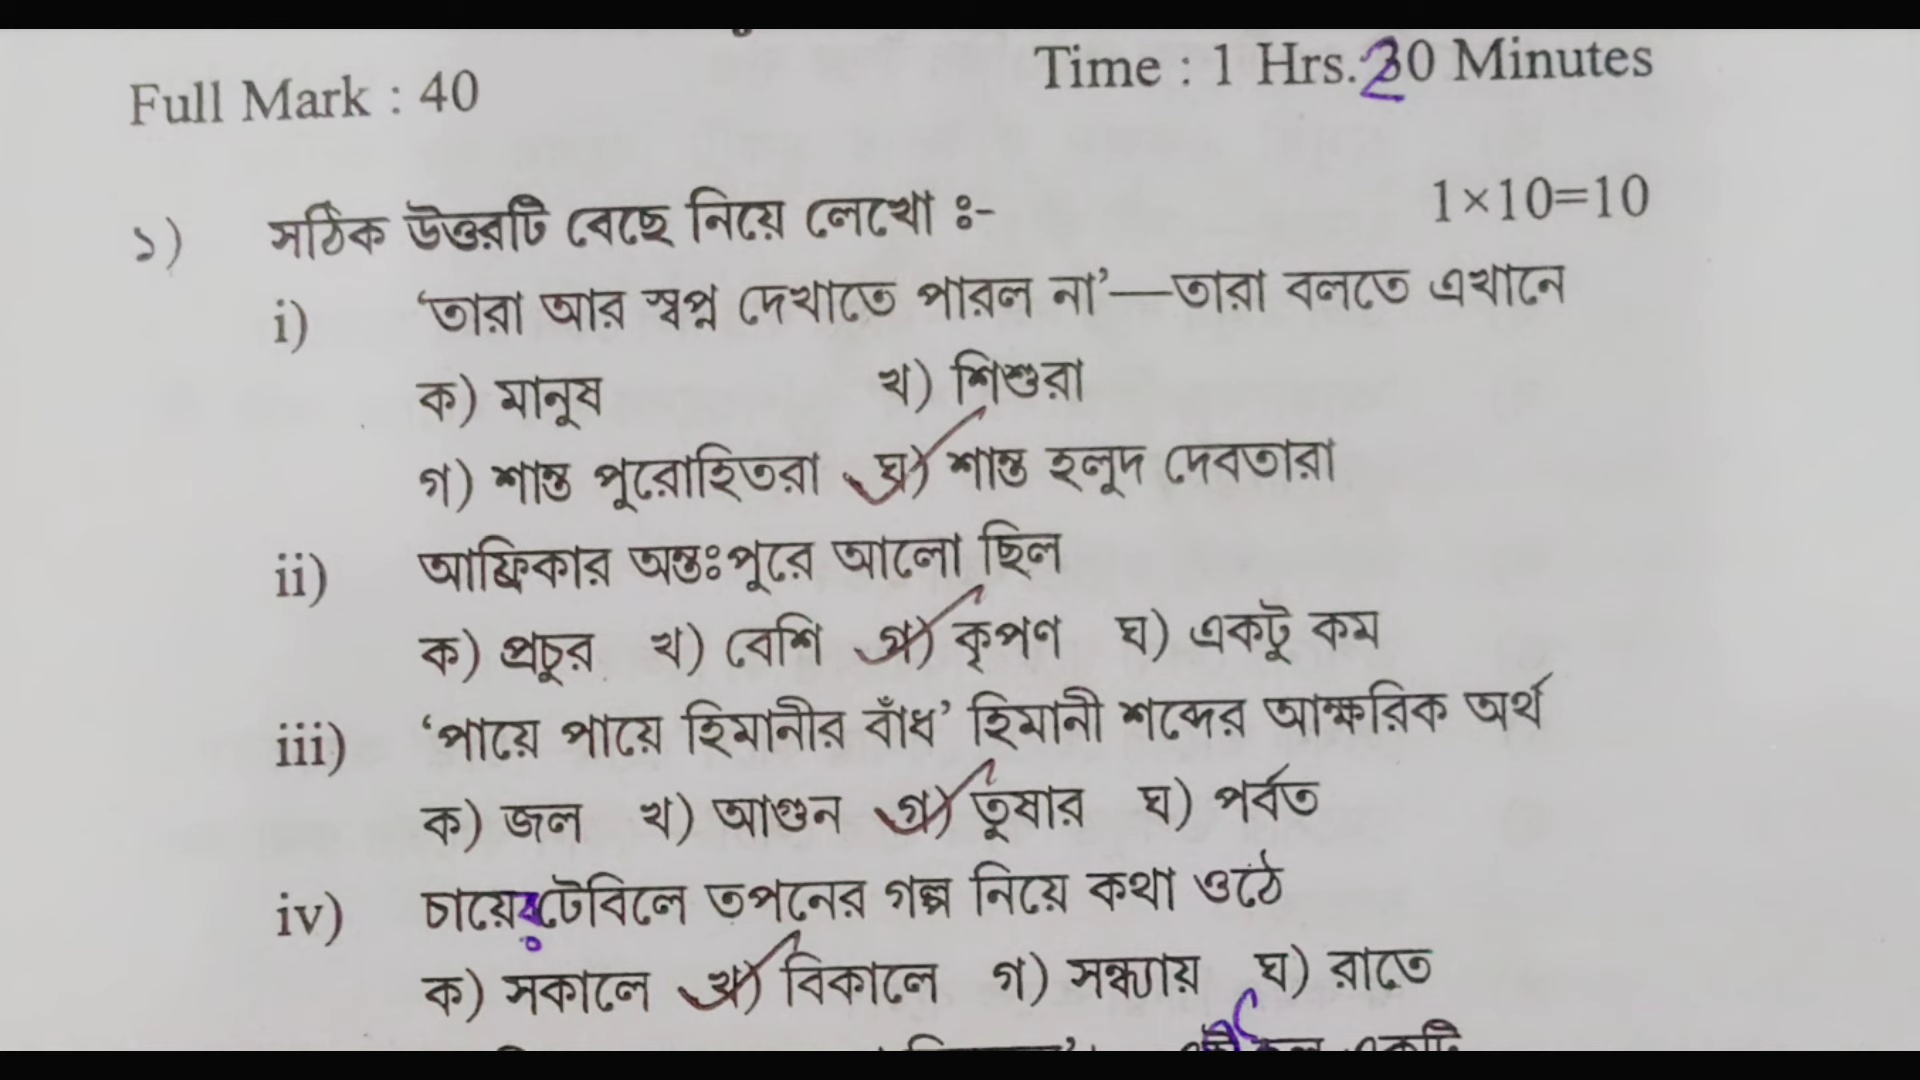 Full Mark : 40
Time : 1 Hrs. 20 Minutes
১) সঠিক উত্তরটি বেছে নিয়ে লেখো ঃ- 1×10=10
i) ‘তারা আর স্বপ্ন দেখাতে পারল না’—তারা বলতে এখানে
ক) মানুষ খ) শিশুরা
গ) শান্ত পুরোহিতরা ঘ) শান্ত হলুদ দেবতারা
ii) আফ্রিকার অন্তঃপুরে আলো ছিল
ক) প্রচুর খ) বেশি গ) কৃপণ ঘ) একটু কম
iii) ‘পায়ে পায়ে হিমানীর বাঁধ’ হিমানী শব্দের আক্ষরিক অর্থ
ক) জল খ) আগুন গ) তুষার ঘ) পর্বত
iv) চায়ের টেবিলে তপনের গল্প নিয়ে কথা ওঠে
ক) সকালে খ) বিকালে গ) সন্ধ্যায় ঘ) রাতে
একটি